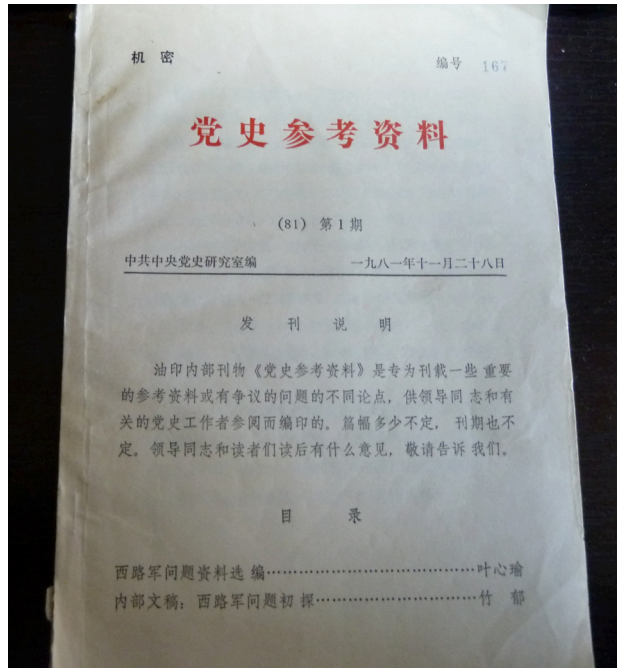 机 密
编号 167
党史参考资料
(81) 第1期
中共中央党史研究室编 一九八一年十一月二十八日
发 刊 说 明
油印内部刊物《党史参考资料》是专为刊载一些重要
的参考资料或有争议的问题的不同论点，供领导同志和有
关的党史工作者参阅而编印的。篇幅多少不定，刊期也不
定。领导同志和读者们读后有什么意见，敬请告诉我们。
目 录
西路军问题资料选编……………………………………叶心瑜
内部文稿：西路军问题初探……………………………竹 郁